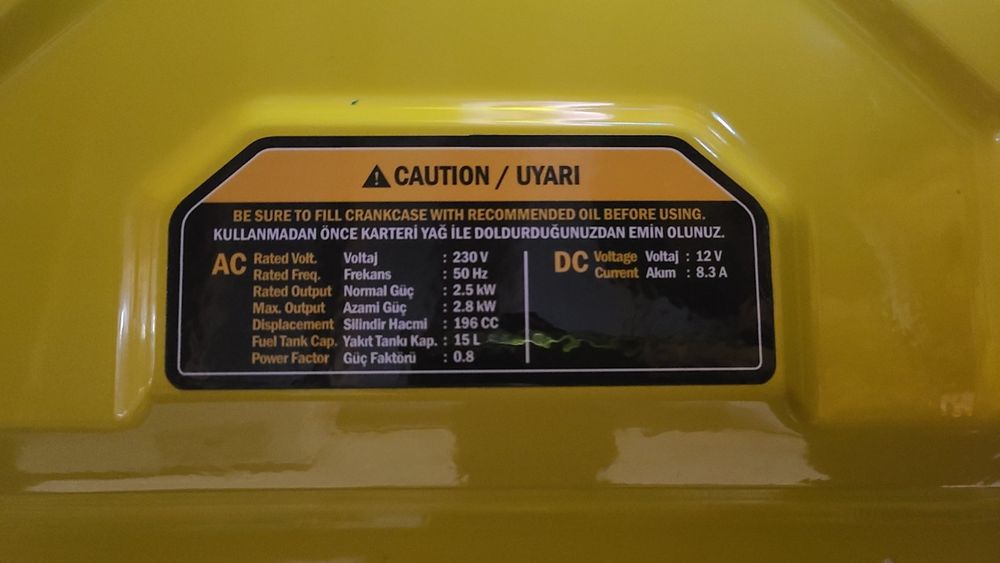 CAUTION / UYARI
BE SURE TO FILL CRANKCASE WITH RECOMMENDED OIL BEFORE USING.
KULLANMADAN ÖNCE KARTERİ YAĞ İLE DOLDURDUĞUNUZDAN EMİN OLUNUZ.
AC
Rated Volt. Voltaj : 230 V
Rated Freq. Frekans : 50 Hz
Rated Output Normal Güç : 2.5 kW
Max. Output Azami Güç : 2.8 kW
Displacement Silindir Hacmi : 196 CC
Fuel Tank Cap. Yakıt Tankı Kap. : 15 L
Power Factor Güç Faktörü : 0.8
DC
Voltage Voltaj : 12 V
Current Akım : 8.3 A